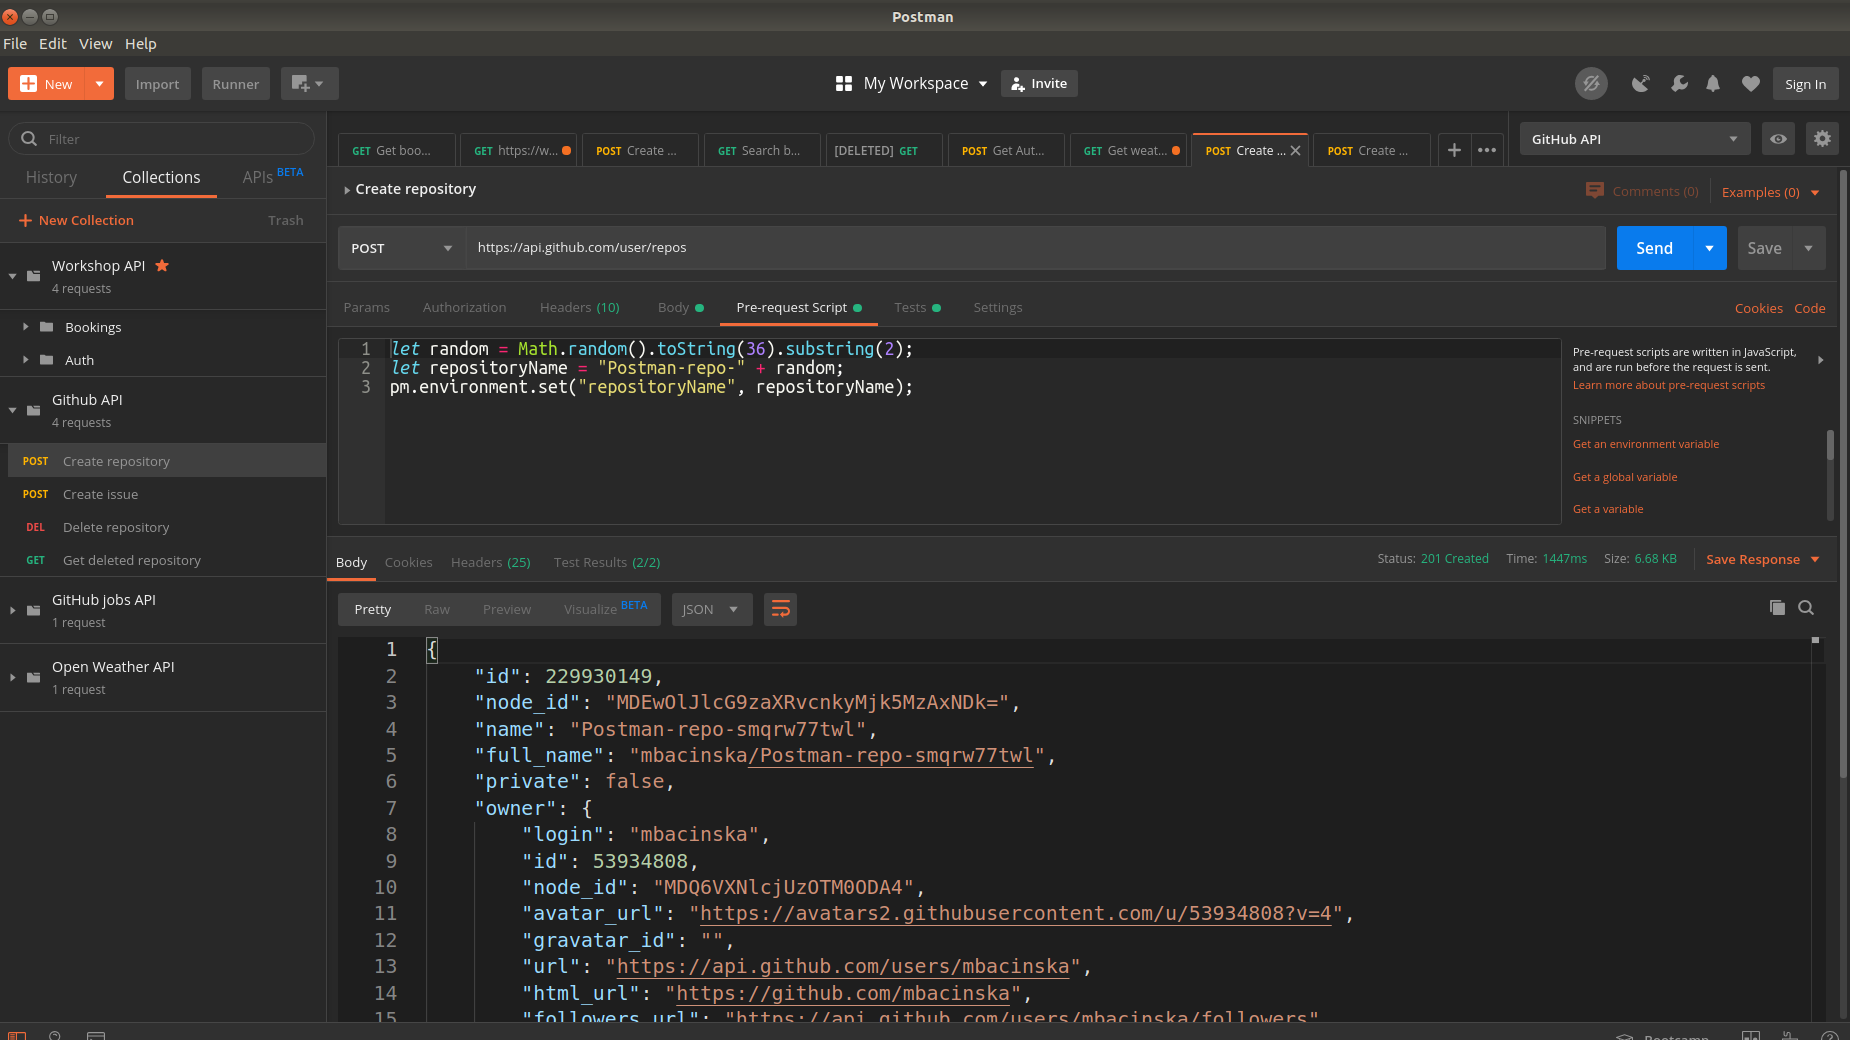 Postman
File Edit View Help
New Import Runner My Workspace Invite Sign In
Filter
History Collections APIs BETA
New Collection Trash
Workshop API
4 requests
Bookings
Auth
Github API
4 requests
POST Create repository
POST Create issue
DEL Delete repository
GET Get deleted repository
GitHub jobs API
1 request
Open Weather API
1 request
GET Get boo... GET https://w... POST Create ... GET Search b... [DELETED] GET POST Get Aut... GET Get weat... POST Create ... POST Create ...
GitHub API
Create repository Comments (0) Examples (0)
POST https://api.github.com/user/repos Send Save
Params Authorization Headers (10) Body Pre-request Script Tests Settings Cookies Code
1 let random = Math.random().toString(36).substring(2);
2 let repositoryName = "Postman-repo-" + random;
3 pm.environment.set("repositoryName", repositoryName);
Pre-request scripts are written in JavaScript,
and are run before the request is sent.
Learn more about pre-request scripts
SNIPPETS
Get an environment variable
Get a global variable
Get a variable
Body Cookies Headers (25) Test Results (2/2) Status: 201 Created Time: 1447ms Size: 6.68 KB Save Response
Pretty Raw Preview Visualize BETA JSON
1 {
2 "id": 229930149,
3 "node_id": "MDEwOlJlcG9zaXRvcnkyMjk5MzAxNDk=",
4 "name": "Postman-repo-smqrw77twl",
5 "full_name": "mbacinska/Postman-repo-smqrw77twl",
6 "private": false,
7 "owner": {
8 "login": "mbacinska",
9 "id": 53934808,
10 "node_id": "MDQ6VXNlcjUzOTM0ODA4",
11 "avatar_url": "https://avatars2.githubusercontent.com/u/53934808?v=4",
12 "gravatar_id": "",
13 "url": "https://api.github.com/users/mbacinska",
14 "html_url": "https://github.com/mbacinska",
15 "followers_url": "https://api.github.com/users/mbacinska/followers"
Bootcamp